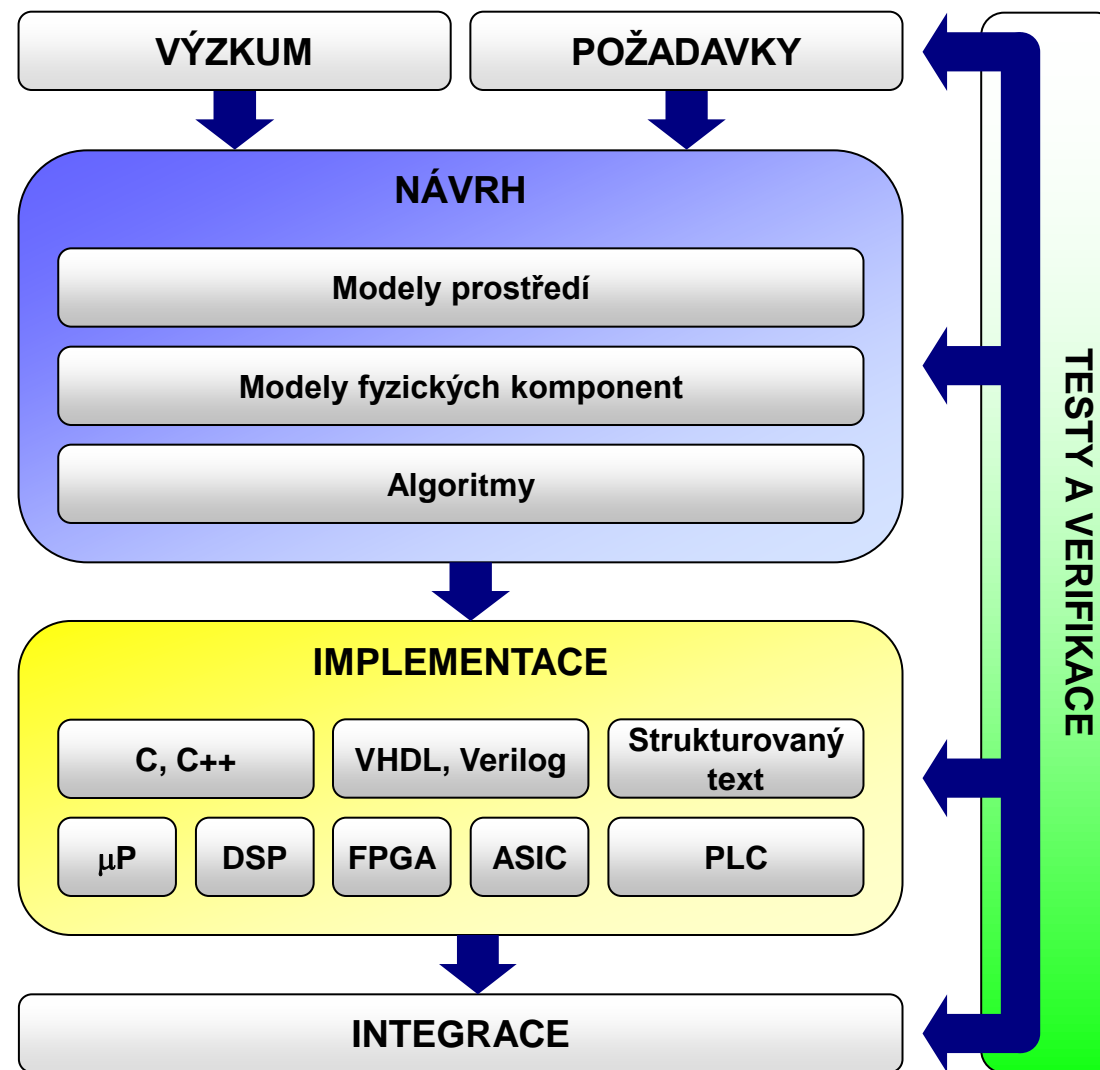 VÝZKUM
POŽADAVKY
NÁVRH
Modely prostředí
Modely fyzických komponent
Algoritmy
IMPLEMENTACE
C, C++
VHDL, Verilog
Strukturovaný
text
μP
DSP
FPGA
ASIC
PLC
INTEGRACE
TESTY A VERIFIKACE